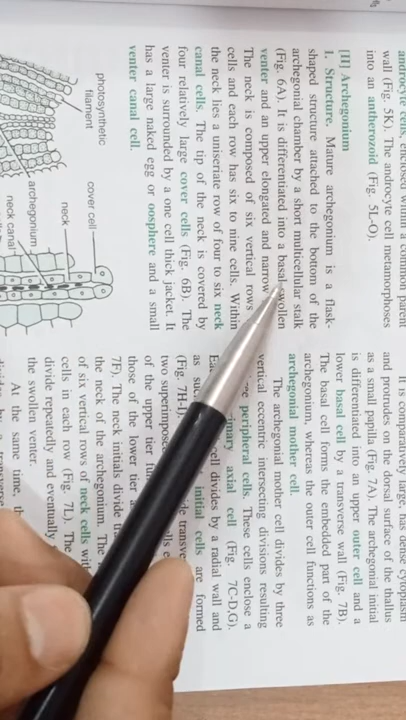 androcyte cells, enclosed within a common parent
wall (Fig. 5K). The androcyte cell metamorphoses
into an antherozoid (Fig. 5L-O).
[II] Archegonium
1. Structure. Mature archegonium is a flask-
shaped structure attached to the bottom of the
archegonial chamber by a short multicellular stalk
(Fig. 6A). It is differentiated into a basal swollen
venter and an upper elongated and narrow
The neck is composed of six vertical rows
cells and each row has six to nine cells. Within
the neck lies a uniseriate row of four to six neck
canal cells. The tip of the neck is covered by
four relatively large cover cells (Fig. 6B). The
venter is surrounded by a one cell thick jacket. It
has a large naked egg or oosphere and a small
venter canal cell.
photosynthetic
filament
cover cell
neck
archegonium
neck canal
It is comparatively large, has dense cytoplasm
and protrudes on the dorsal surface of the thallus
as a small papilla (Fig. 7A). The archegonial initial
is differentiated into an upper outer cell and a
lower basal cell by a transverse wall (Fig. 7B).
The basal cell forms the embedded part of the
archegonium, whereas the outer cell functions as
archegonial mother cell.
The archegonial mother cell divides by three
vertical eccentric intersecting divisions resulting
peripheral cells. These cells enclose a
axial cell (Fig. 7C-D,G).
cell divides by a radial wall and
as initial cells are formed
(Fig. 7H-I). transve
two superimpose
of the upper tier
those of the lower tier
7F). The neck initials divide
the neck of the archegonium. The
of six vertical rows of neck cells
cells in each row (Fig. 7L). The
divide repeatedly and eventually
the swollen venter.
At the same time,